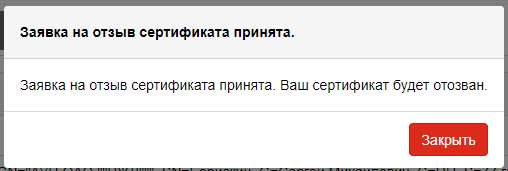 Заявка на отзыв сертификата принята.
Заявка на отзыв сертификата принята. Ваш сертификат будет отозван.
Закрыть